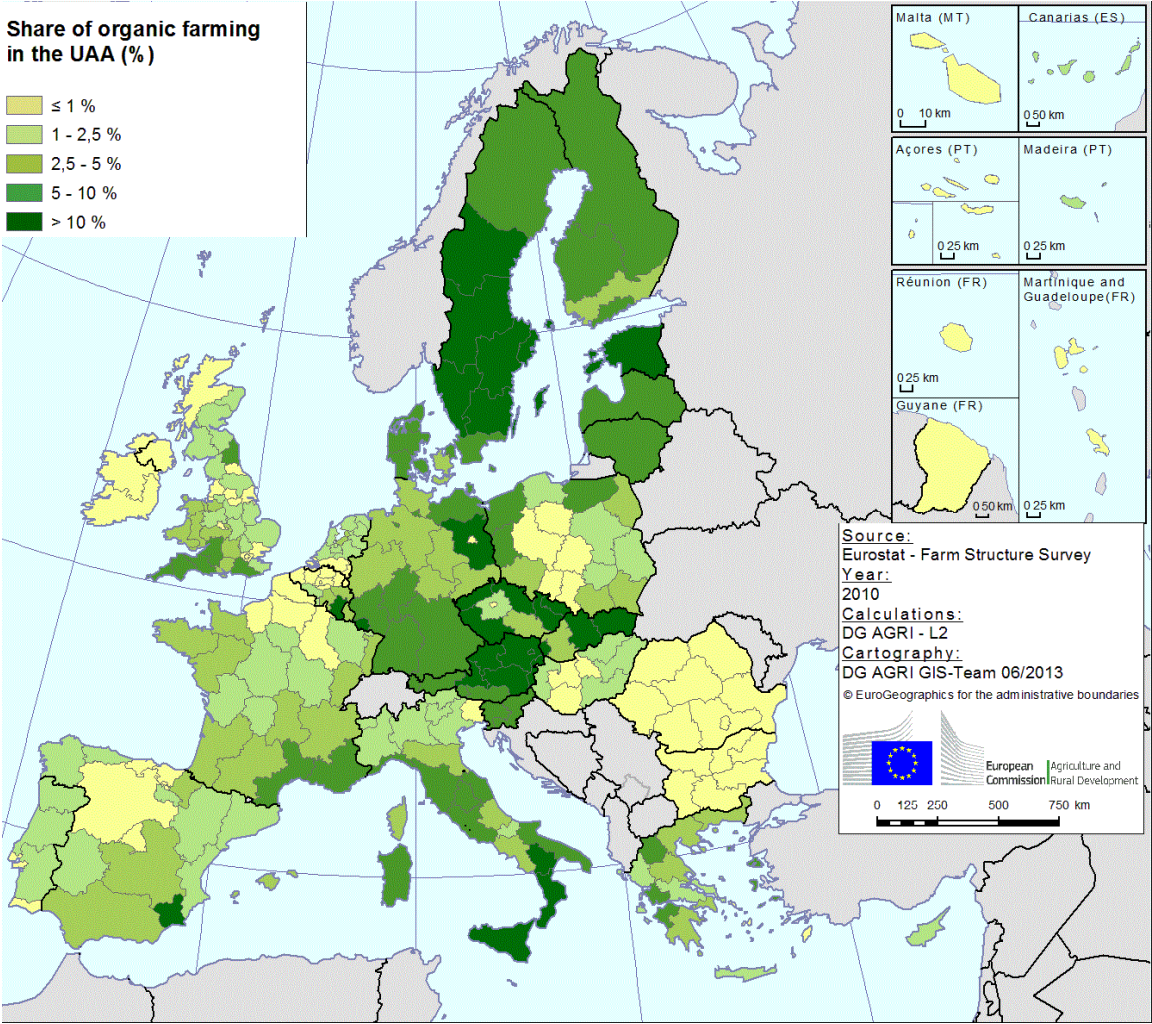 Share of organic farming
in the UAA (%)
≤ 1 %
1 - 2,5 %
2,5 - 5 %
5 - 10 %
> 10 %
Malta (MT)
0 10 km
Canarias (ES)
0 50 km
Açores (PT)
0 25 km
Madeira (PT)
0 25 km
Réunion (FR)
0 25 km
Martinique and
Guadeloupe(FR)
0 25 km
Guyane (FR)
0 50 km
Source:
Eurostat - Farm Structure Survey
Year:
2010
Calculations:
DG AGRI - L2
Cartography:
DG AGRI GIS-Team 06/2013
© EuroGeographics for the administrative boundaries
European
Commission
Agriculture and
Rural Development
0 125 250 500 750 km